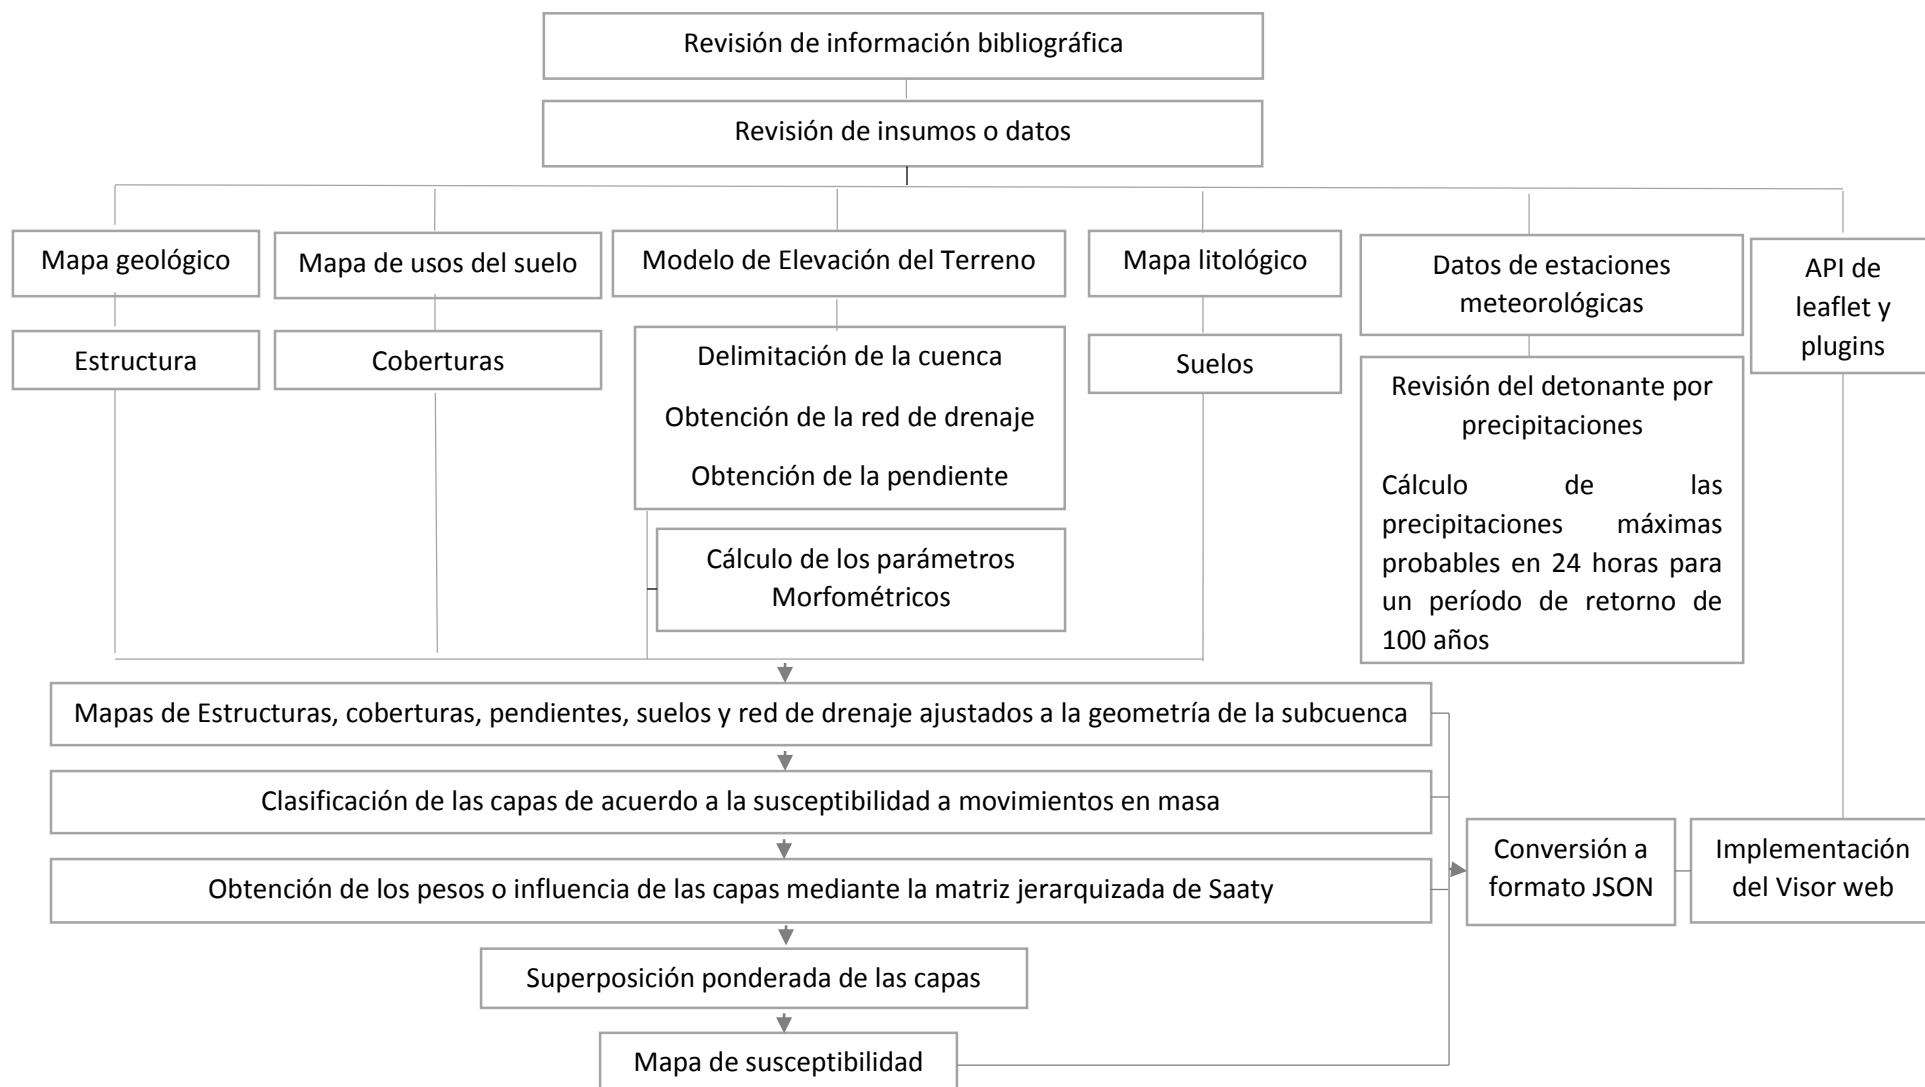 Revisión de información bibliográfica
Revisión de insumos o datos
Mapa geológico
Mapa de usos del suelo
Modelo de Elevación del Terreno
Mapa litológico
Datos de estaciones
meteorológicas
API de
leaflet y
plugins
Estructura
Coberturas
Delimitación de la cuenca
Obtención de la red de drenaje
Obtención de la pendiente
Suelos
Revisión del detonante por
precipitaciones
Cálculo de las
precipitaciones máximas
probables en 24 horas para
un período de retorno de
100 años
Cálculo de los parámetros
Morfométricos
Mapas de Estructuras, coberturas, pendientes, suelos y red de drenaje ajustados a la geometría de la subcuenca
Clasificación de las capas de acuerdo a la susceptibilidad a movimientos en masa
Obtención de los pesos o influencia de las capas mediante la matriz jerarquizada de Saaty
Conversión a
formato JSON
Implementación
del Visor web
Superposición ponderada de las capas
Mapa de susceptibilidad